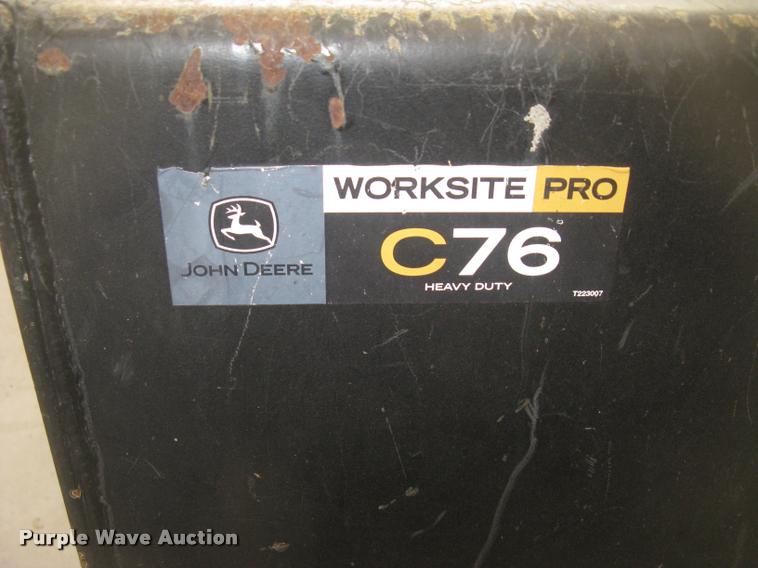 WORKSITE PRO
JOHN DEERE
C76
HEAVY DUTY
T223007
Purple Wave Auction